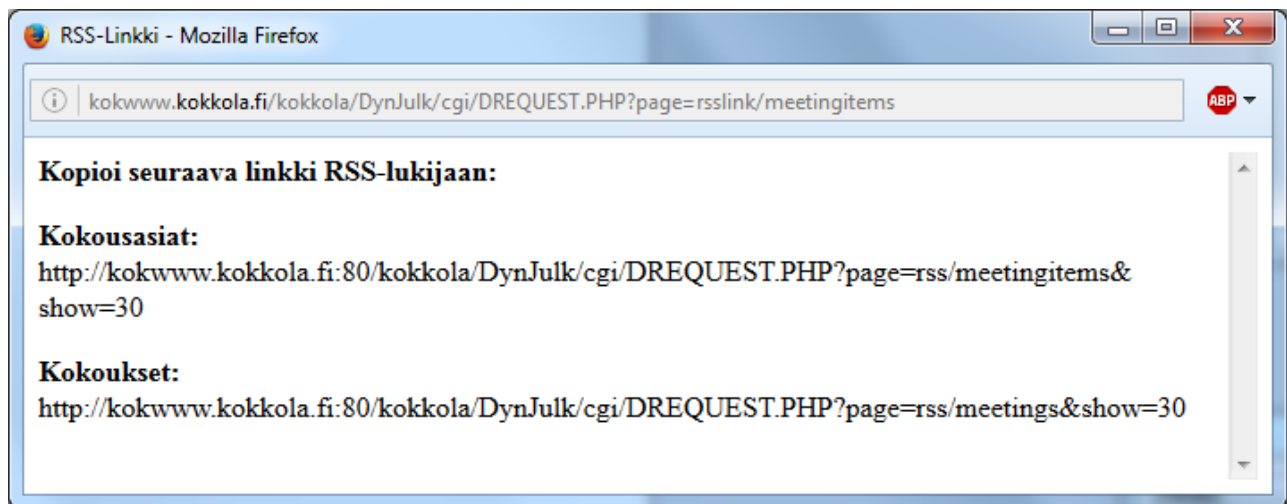 RSS-Linkki - Mozilla Firefox
kokwww.kokkola.fi/kokkola/DynJulk/cgi/DREQUEST.PHP?page=rsslink/meetingitems
ABP
Kopioi seuraava linkki RSS-lukijaan:
Kokousasiat:
http://kokwww.kokkola.fi:80/kokkola/DynJulk/cgi/DREQUEST.PHP?page=rss/meetingitems&
show=30
Kokoukset:
http://kokwww.kokkola.fi:80/kokkola/DynJulk/cgi/DREQUEST.PHP?page=rss/meetings&show=30